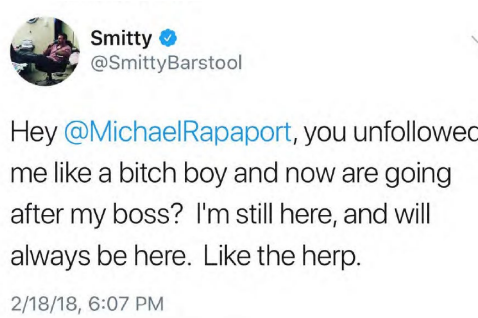 Smitty
@SmittyBarstool
Hey @MichaelRapaport, you unfollowed
me like a bitch boy and now are going
after my boss?  I'm still here, and will
always be here.  Like the herp.
2/18/18, 6:07 PM